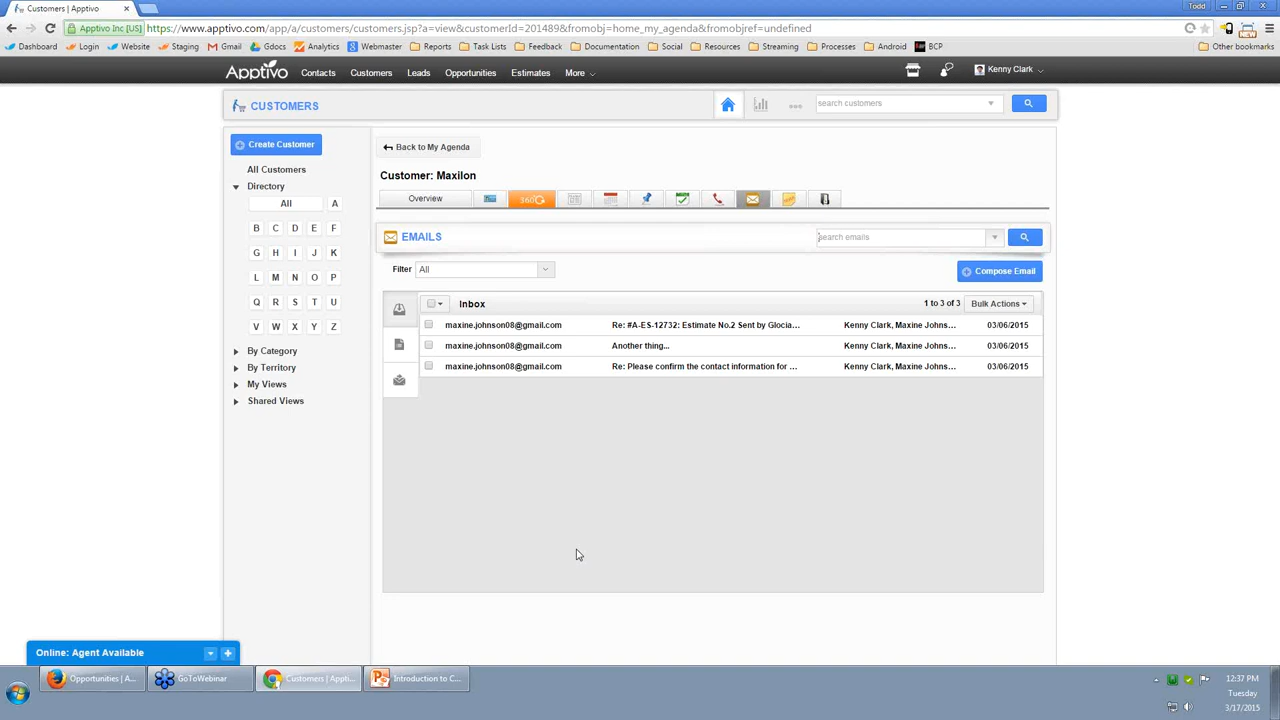 Customers | Apptivo
Todd
Apptivo Inc [US] https://www.apptivo.com/app/a/customers/customers.jsp?a=view&customerId=201489&fromobj=home_my_agenda&fromobjref=undefined
Dashboard Login Website Staging Gmail Gdocs Analytics Webmaster Reports Task Lists Feedback Documentation Social Resources Streaming Processes Android BCP Other bookmarks
Apptivo Contacts Customers Leads Opportunities Estimates More Kenny Clark
CUSTOMERS search customers
Create Customer
Back to My Agenda
All Customers
Customer: Maxilon
Directory
All A
Overview 360
B C D E F
EMAILS search emails
G H I J K
Filter All Compose Email
L M N O P
Q R S T U
Inbox 1 to 3 of 3 Bulk Actions
V W X Y Z
maxine.johnson08@gmail.com Re: #A-ES-12732: Estimate No.2 Sent by Glocia... Kenny Clark, Maxine Johns... 03/06/2015
maxine.johnson08@gmail.com Another thing... Kenny Clark, Maxine Johns... 03/06/2015
maxine.johnson08@gmail.com Re: Please confirm the contact information for ... Kenny Clark, Maxine Johns... 03/06/2015
By Category
By Territory
My Views
Shared Views
Online: Agent Available
Opportunities | A... GoToWebinar Customers | Appti... Introduction to C...
12:37 PM
Tuesday
3/17/2015